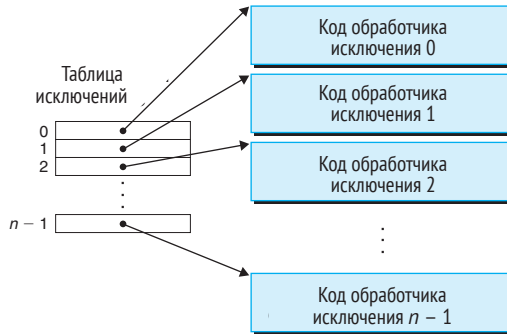 Код обработчика
исключения 0
Таблица
исключений
Код обработчика
исключения 1
0
1
2
Код обработчика
исключения 2
n – 1
Код обработчика
исключения n – 1